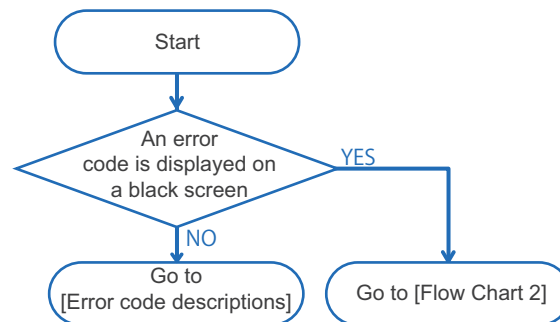 Start
An error
code is displayed on
a black screen
YES
NO
Go to
[Error code descriptions]
Go to [Flow Chart 2]